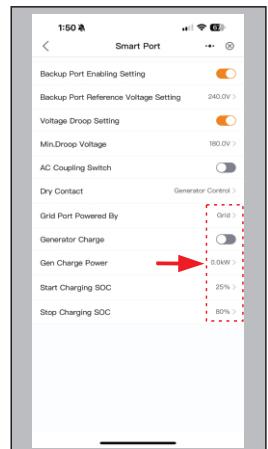 1:50
Smart Port
Backup Port Enabling Setting
Backup Port Reference Voltage Setting 240.0V >
Voltage Droop Setting
Min.Droop Voltage 180.0V >
AC Coupling Switch
Dry Contact Generator Control >
Grid Port Powered By Grid >
Generator Charge
Gen Charge Power 0.0kW >
Start Charging SOC 25% >
Stop Charging SOC 80% >